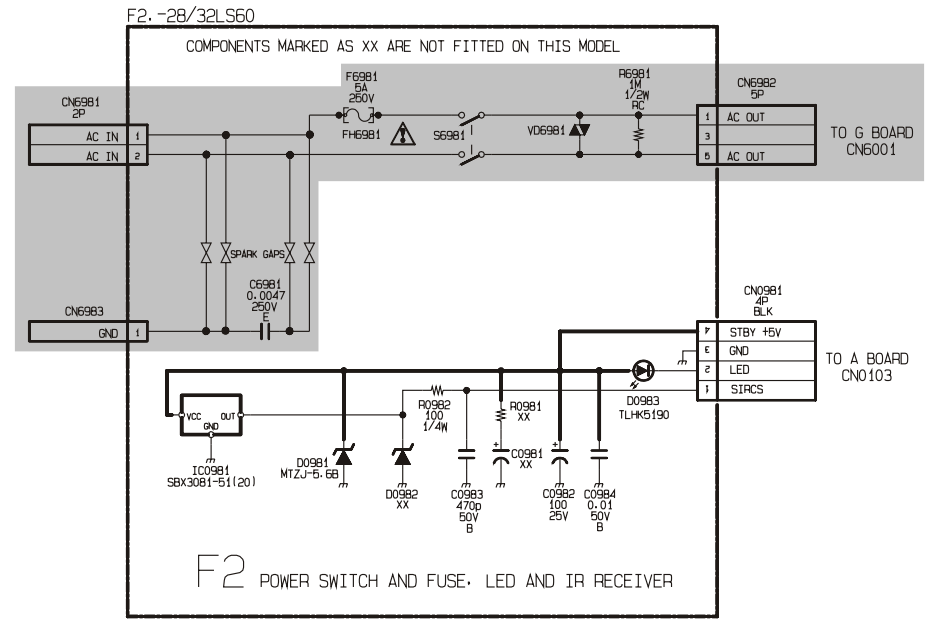 F2.-28/32LS60
COMPONENTS MARKED AS XX ARE NOT FITTED ON THIS MODEL
CN6981
2P
AC IN 1
AC IN 2
F6981
5A
250V
FH6981
S6981
VD6981
R6981
1M
1/2W
RC
CN6982
5P
1 AC OUT
3
5 AC OUT
TO G BOARD
CN6001
SPARK GAPS
C6981
0.0047
250V
E
CN6983
GND 1
CN0981
4P
BLK
4 STBY +5V
3 GND
2 LED
1 SIRCS
TO A BOARD
CN0103
D0983
TLHK5190
VCC OUT
GND
IC0981
SBX3081-51(20)
D0981
MTZJ-5.6B
D0982
XX
R0982
100
1/4W
C0983
470p
50V
B
R0981
XX
+
C0981
XX
+
C0982
100
25V
C0984
0.01
50V
B
F2 POWER SWITCH AND FUSE, LED AND IR RECEIVER